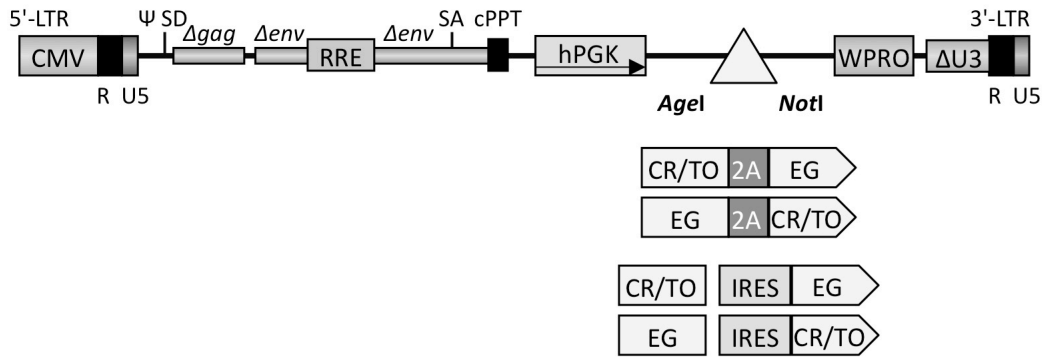 5'-LTR Ψ SD Δgag Δenv Δenv SA cPPT 3'-LTR
CMV RRE hPGK WPRO ΔU3
R U5 AgeI NotI R U5
CR/TO 2A EG
EG 2A CR/TO
CR/TO IRES EG
EG IRES CR/TO